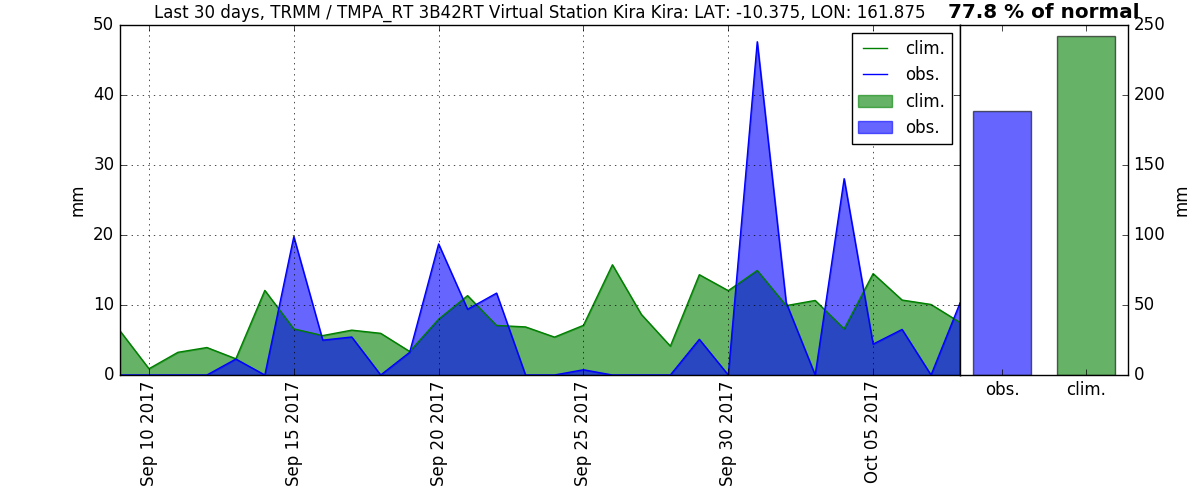 Last 30 days, TRMM / TMPA_RT 3B42RT Virtual Station Kira Kira: LAT: -10.375, LON: 161.875
77.8 % of normal
50
40
30
20
10
0
mm
clim.
obs.
clim.
obs.
250
200
150
100
50
0
mm
Sep 10 2017
Sep 15 2017
Sep 20 2017
Sep 25 2017
Sep 30 2017
Oct 05 2017
obs.
clim.